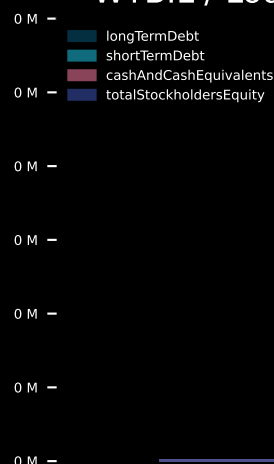 0 M
longTermDebt
shortTermDebt
cashAndCashEquivalents
totalStockholdersEquity
0 M
0 M
0 M
0 M
0 M
0 M